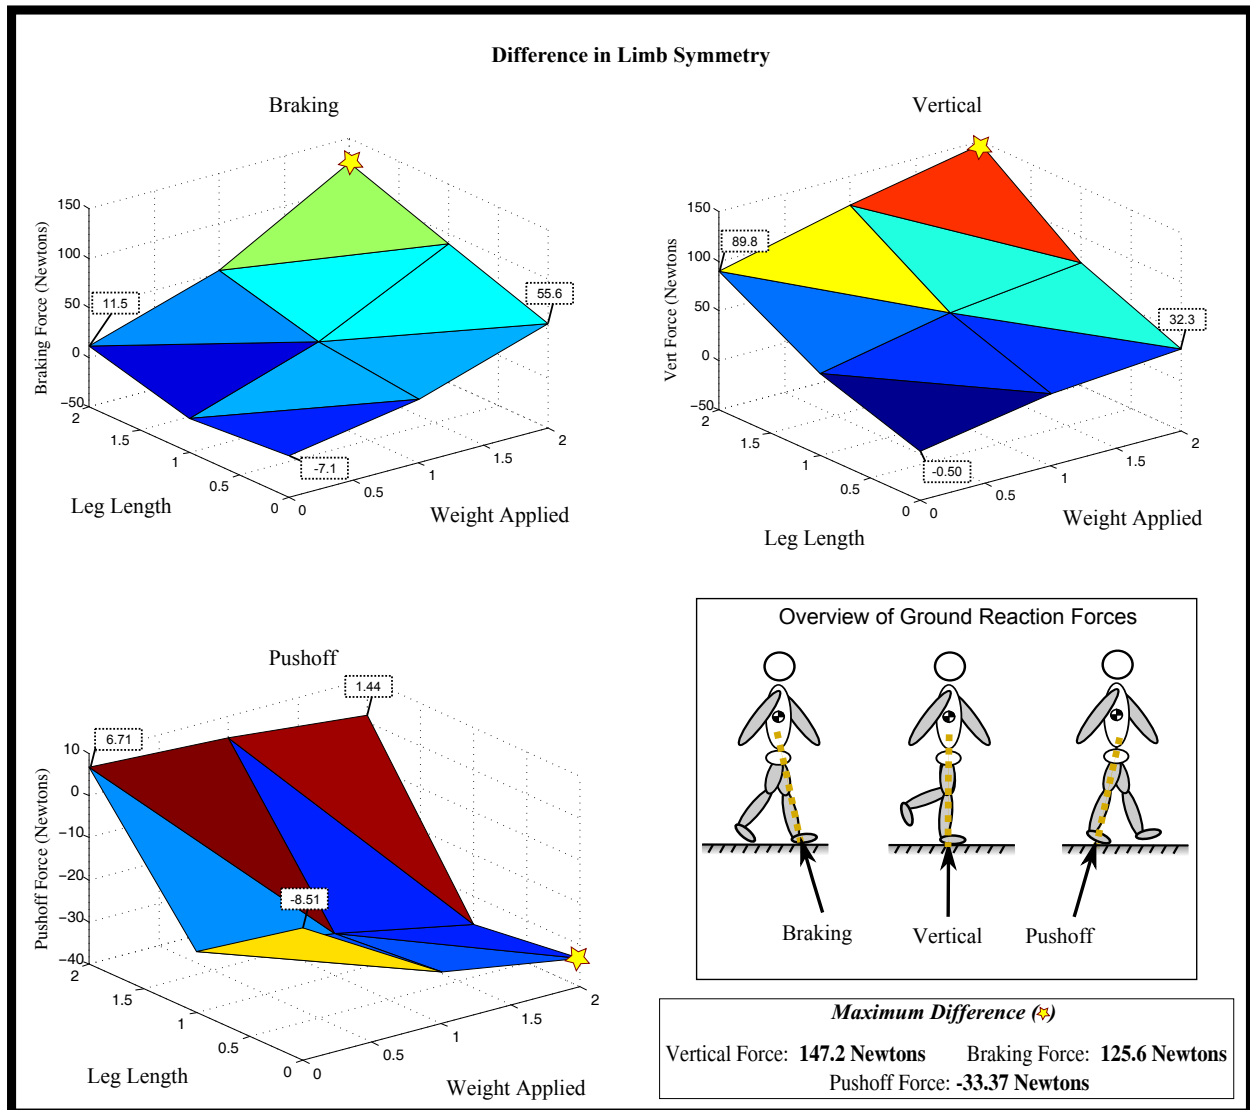 Difference in Limb Symmetry
Braking
150
100
50
0
−50
Braking Force (Newtons)
11.5
55.6
-7.1
2
1.5
1
0.5
0
0
0.5
1
1.5
2
Leg Length
Weight Applied
Vertical
150
100
50
0
−50
Vert Force (Newtons
89.8
32.3
-0.50
2
1.5
1
0.5
0
0
0.5
1
1.5
2
Leg Length
Weight Applied
Pushoff
10
0
−10
−20
−30
−40
Pushoff Force (Newtons)
6.71
1.44
-8.51
2
1.5
1
0.5
0
0
0.5
1
1.5
2
Leg Length
Weight Applied
Overview of Ground Reaction Forces
Braking
Vertical
Pushoff
Maximum Difference ( )
Vertical Force: 147.2 Newtons Braking Force: 125.6 Newtons
Pushoff Force: -33.37 Newtons